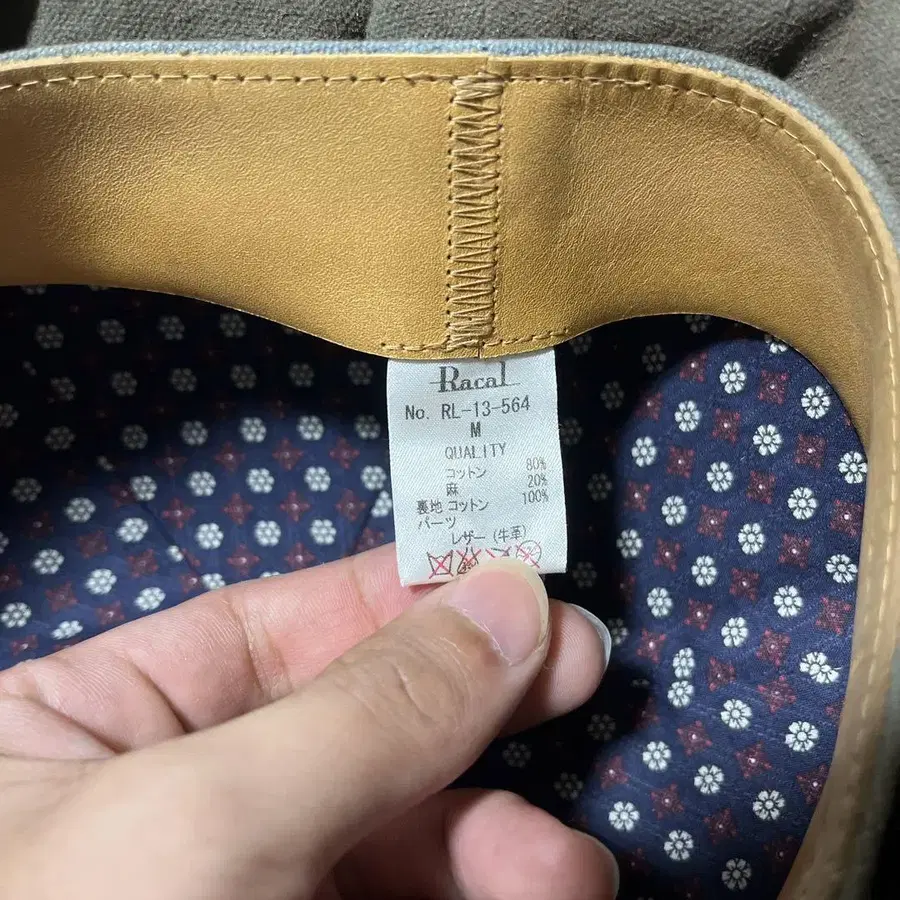 Racal
No. RL-13-564
M
QUALITY
コットン 80%
麻 20%
裏地 コットン 100%
パーツ
レザー (牛革)